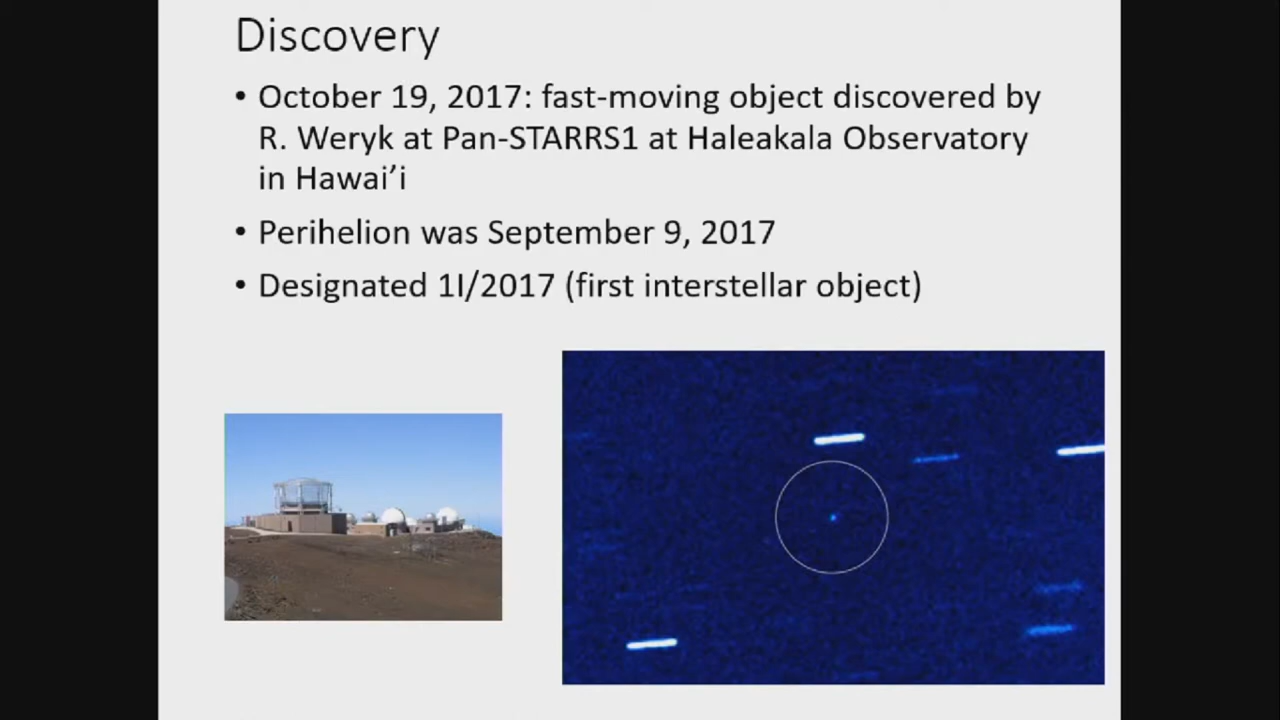 Discovery
• October 19, 2017: fast-moving object discovered by
R. Weryk at Pan-STARRS1 at Haleakala Observatory
in Hawai’i
• Perihelion was September 9, 2017
• Designated 1I/2017 (first interstellar object)